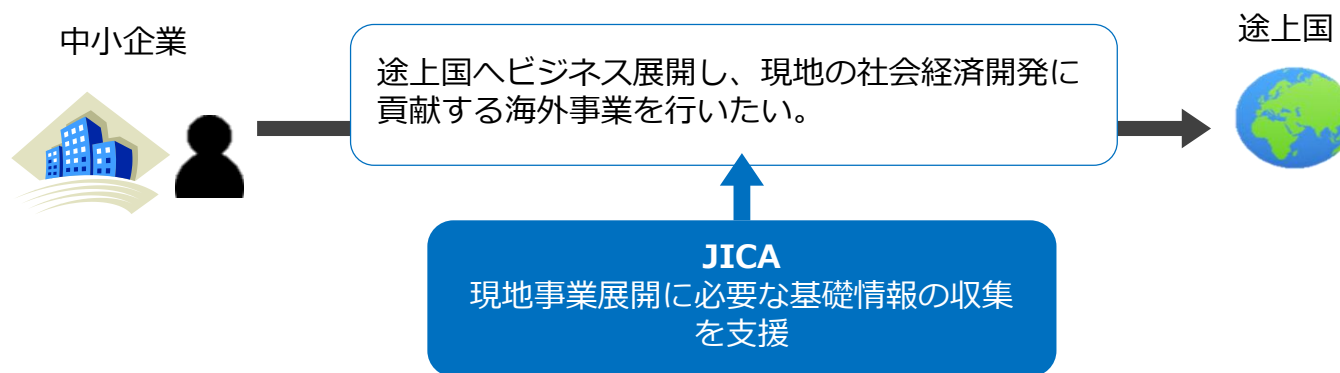 中小企業
途上国
途上国へビジネス展開し、現地の社会経済開発に
貢献する海外事業を行いたい。
JICA
現地事業展開に必要な基礎情報の収集
を支援